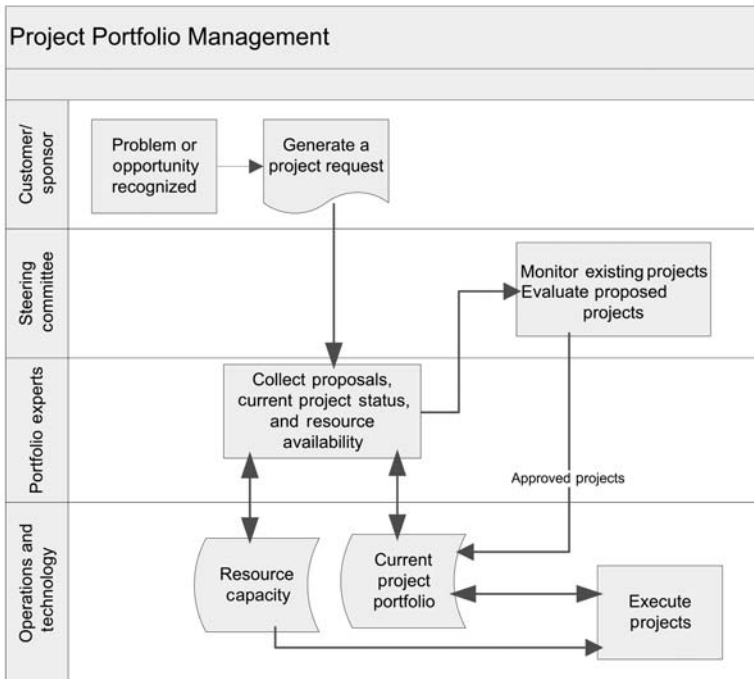 Project Portfolio Management
Customer/
sponsor
Problem or
opportunity
recognized
Generate a
project request
Steering
committee
Monitor existing projects
Evaluate proposed
projects
Portfolio experts
Collect proposals,
current project status,
and resource
availability
Approved projects
Operations and
technology
Resource
capacity
Current
project
portfolio
Execute
projects